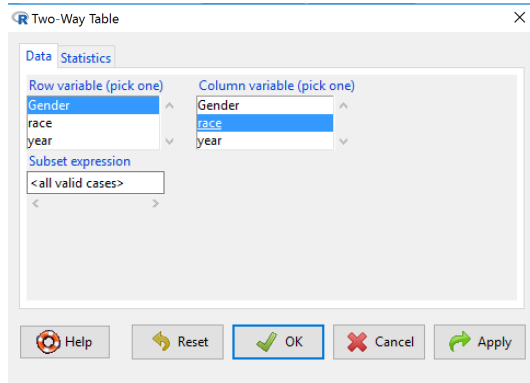 R Two-Way Table
Data Statistics
Row variable (pick one) Column variable (pick one)
Gender Gender
race race
year year
Subset expression
<all valid cases>
Help Reset OK Cancel Apply